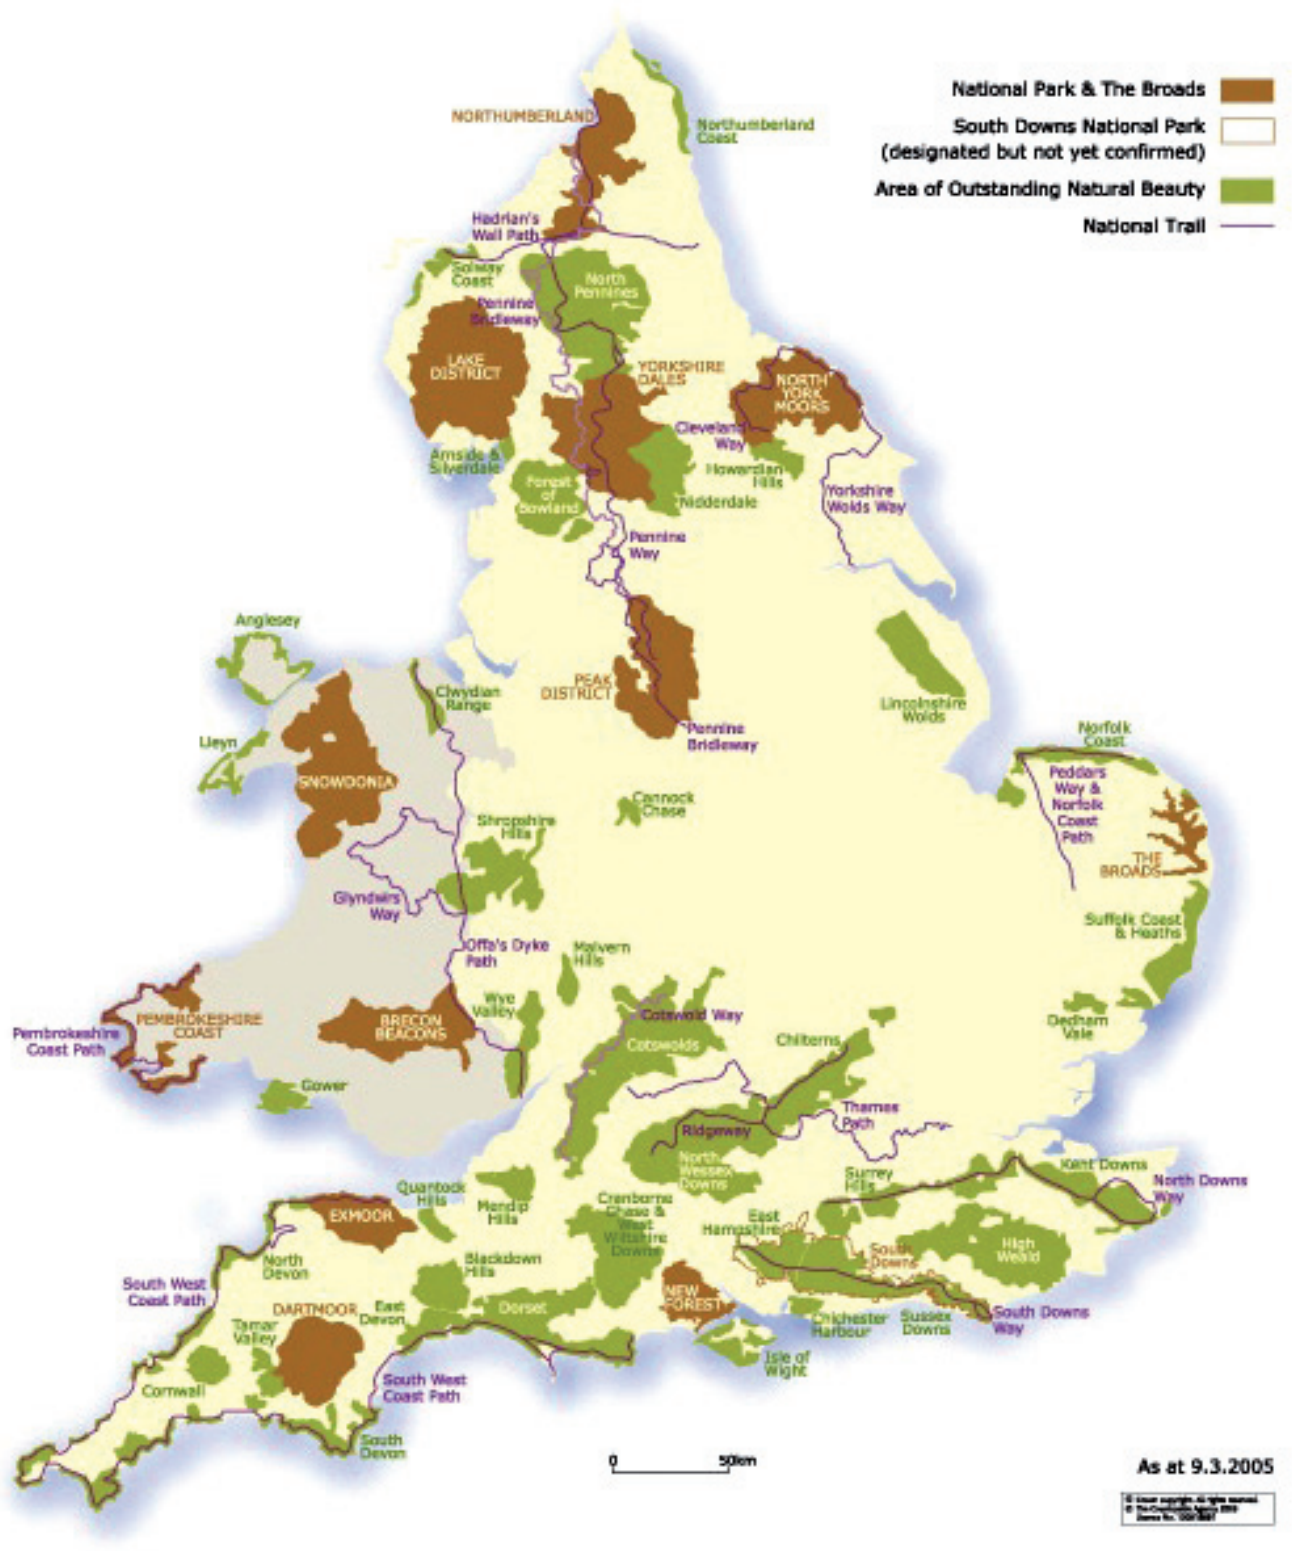 National Park & The Broads
South Downs National Park
(designated but not yet confirmed)
Area of Outstanding Natural Beauty
National Trail
NORTHUMBERLAND
Northumberland
Coast
Hadrian's
Wall Path
Solway
Coast
North
Pennines
Pennine
Bridleway
LAKE
DISTRICT
YORKSHIRE
DALES
NORTH
YORK
MOORS
Cleveland
Way
Arnside &
Silverdale
Howardian
Hills
Forest
of
Bowland
Nidderdale
Yorkshire
Wolds Way
Pennine
Way
Anglesey
PEAK
DISTRICT
Clwydian
Range
Lincolnshire
Wolds
Pennine
Bridleway
Lleyn
Norfolk
Coast
SNOWDONIA
Peddars
Way &
Norfolk
Coast
Path
Cannock
Chase
Shropshire
Hills
THE
BROADS
Glyndwrs
Way
Suffolk Coast
& Heaths
Offa's Dyke
Path
Malvern
Hills
Wye
Valley
PEMBROKESHIRE
COAST
BRECON
BEACONS
Cotswold Way
Dedham
Vale
Pembrokeshire
Coast Path
Cotswolds
Chilterns
Gower
Thames
Path
Ridgeway
North
Wessex
Downs
Surrey
Hills
Kent Downs
North Downs
Way
Quantock
Hills
Mendip
Hills
Cranborne
Chase &
West
Wiltshire
Downs
EXMOOR
East
Hampshire
South
Downs
High
Weald
North
Devon
Blackdown
Hills
South West
Coast Path
NEW
FOREST
DARTMOOR
East
Devon
Dorset
Chichester
Harbour
Sussex
Downs
South Downs
Way
Tamar
Valley
Isle of
Wight
Cornwall
South West
Coast Path
South
Devon
0 50km
As at 9.3.2005